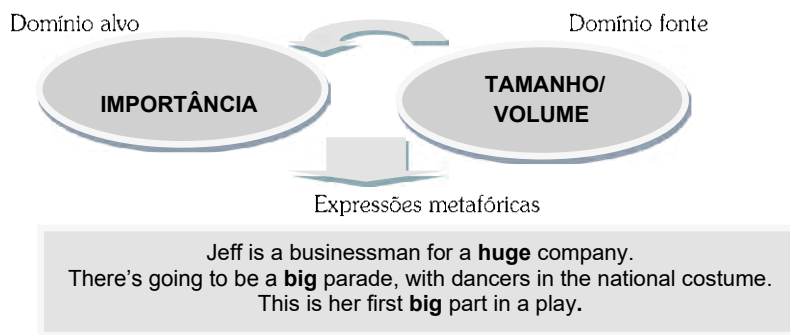 Domínio alvo
Domínio fonte
IMPORTÂNCIA
TAMANHO/
VOLUME
Expressões metafóricas
Jeff is a businessman for a huge company.
There’s going to be a big parade, with dancers in the national costume.
This is her first big part in a play.